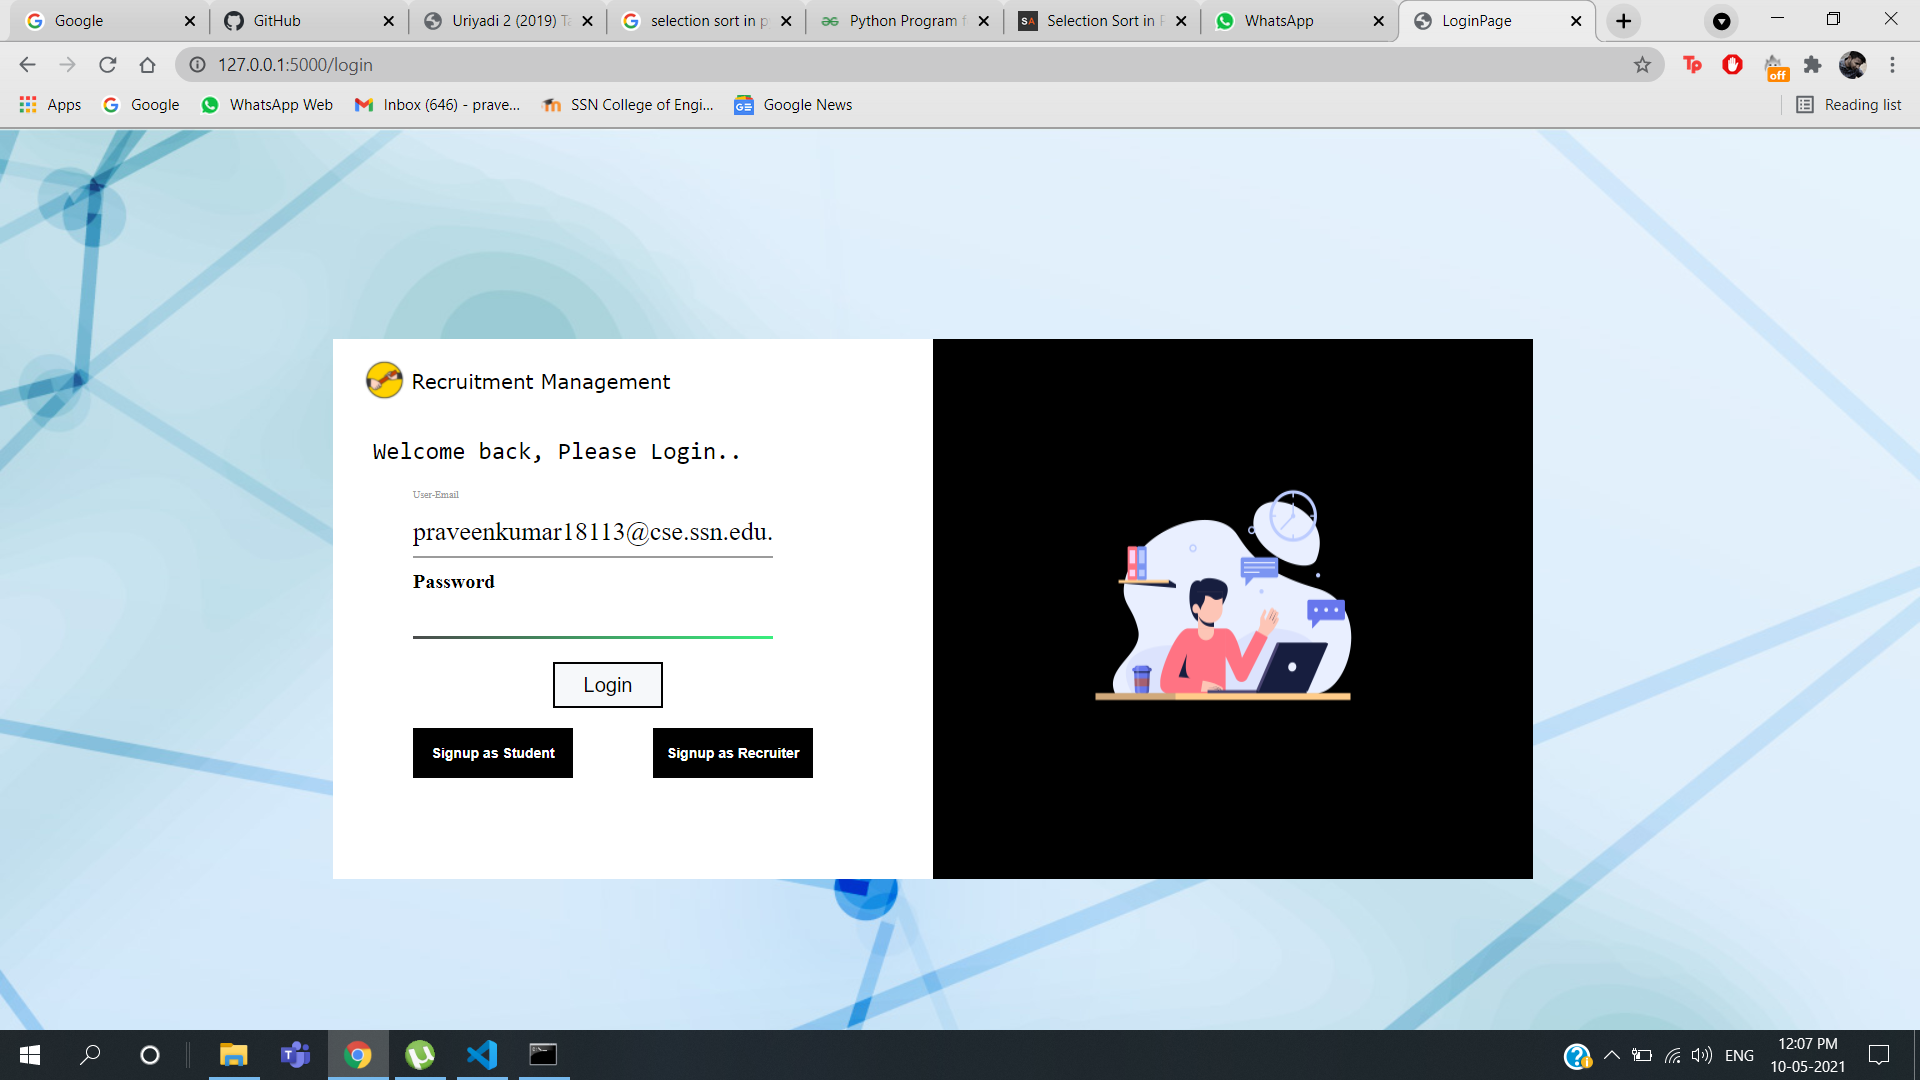 Google
GitHub
Uriyadi 2 (2019) Ta
selection sort in p
Python Program f
Selection Sort in P
WhatsApp
LoginPage
127.0.0.1:5000/login
Tp
off
Apps
Google
WhatsApp Web
Inbox (646) - prave...
SSN College of Engi...
Google News
Reading list
Recruitment Management
Welcome back, Please Login..
User-Email
praveenkumar18113@cse.ssn.edu.
Password
Login
Signup as Student
Signup as Recruiter
ENG
12:07 PM
10-05-2021